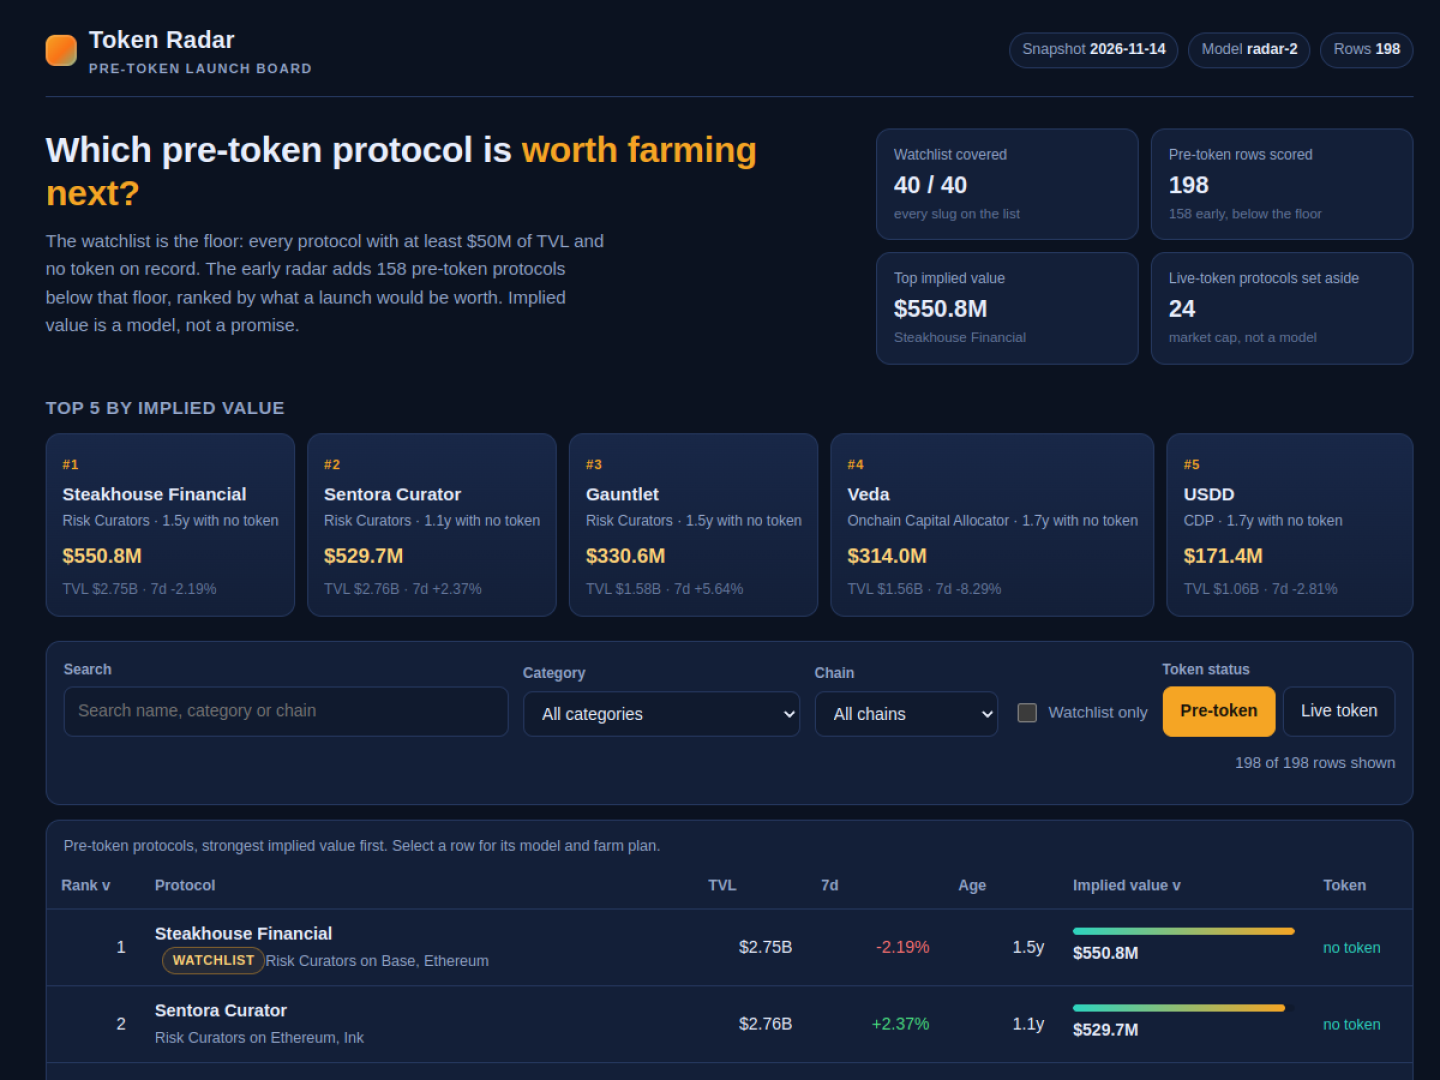 Token Radar
PRE-TOKEN LAUNCH BOARD
Snapshot 2026-11-14
Model radar-2
Rows 198
Which pre-token protocol is worth farming
next?
The watchlist is the floor: every protocol with at least $50M of TVL and
no token on record. The early radar adds 158 pre-token protocols
below that floor, ranked by what a launch would be worth. Implied
value is a model, not a promise.
Watchlist covered
40 / 40
every slug on the list
Pre-token rows scored
198
158 early, below the floor
Top implied value
$550.8M
Steakhouse Financial
Live-token protocols set aside
24
market cap, not a model
TOP 5 BY IMPLIED VALUE
#1
Steakhouse Financial
Risk Curators · 1.5y with no token
$550.8M
TVL $2.75B · 7d -2.19%
#2
Sentora Curator
Risk Curators · 1.1y with no token
$529.7M
TVL $2.76B · 7d +2.37%
#3
Gauntlet
Risk Curators · 1.5y with no token
$330.6M
TVL $1.58B · 7d +5.64%
#4
Veda
Onchain Capital Allocator · 1.7y with no token
$314.0M
TVL $1.56B · 7d -8.29%
#5
USDD
CDP · 1.7y with no token
$171.4M
TVL $1.06B · 7d -2.81%
Search
Search name, category or chain
Category
All categories
Chain
All chains
Watchlist only
Token status
Pre-token
Live token
198 of 198 rows shown
Pre-token protocols, strongest implied value first. Select a row for its model and farm plan.
Rank v
Protocol
TVL
7d
Age
Implied value v
Token
1
Steakhouse Financial
WATCHLIST Risk Curators on Base, Ethereum
$2.75B
-2.19%
1.5y
$550.8M
no token
2
Sentora Curator
Risk Curators on Ethereum, Ink
$2.76B
+2.37%
1.1y
$529.7M
no token